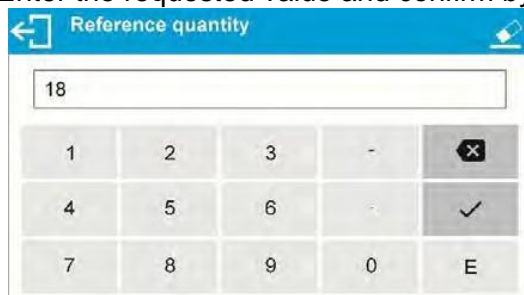 Enter the requested value and confirm by
Reference quantity
18
1 2 3 -
4 5 6 .
7 8 9 0 E